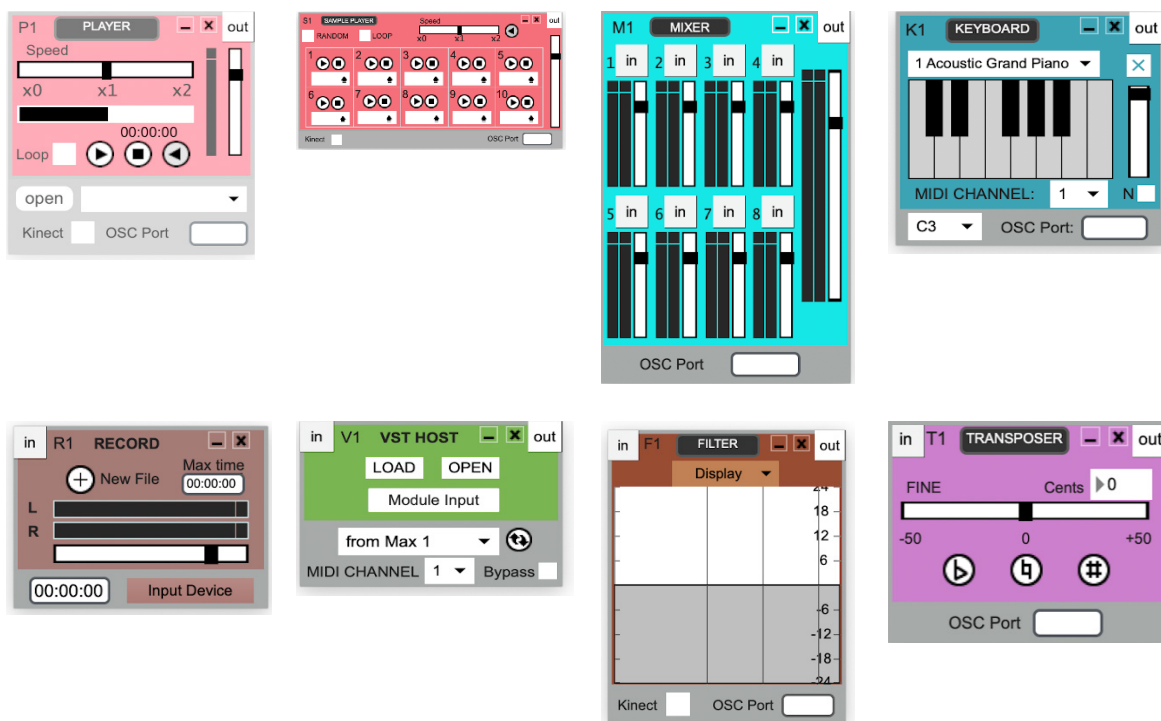 P1 PLAYER out
Speed
x0 x1 x2
00:00:00
Loop
open
Kinect OSC Port
S1 SAMPLE PLAYER out
Speed
RANDOM LOOP
x0 x1 x2
1 2 3 4 5
6 7 8 9 10
Kinect OSC Port
M1 MIXER out
1 in 2 in 3 in 4 in
5 in 6 in 7 in 8 in
OSC Port
K1 KEYBOARD out
1 Acoustic Grand Piano
MIDI CHANNEL: 1 N
C3 OSC Port:
in R1 RECORD
New File Max time
00:00:00
L
R
00:00:00 Input Device
in V1 VST HOST out
LOAD OPEN
Module Input
from Max 1
MIDI CHANNEL 1 Bypass
in F1 FILTER out
Display
24
18
12
6
-6
-12
-18
-24
Kinect OSC Port
in T1 TRANSPOSER out
FINE Cents 0
-50 0 +50
OSC Port